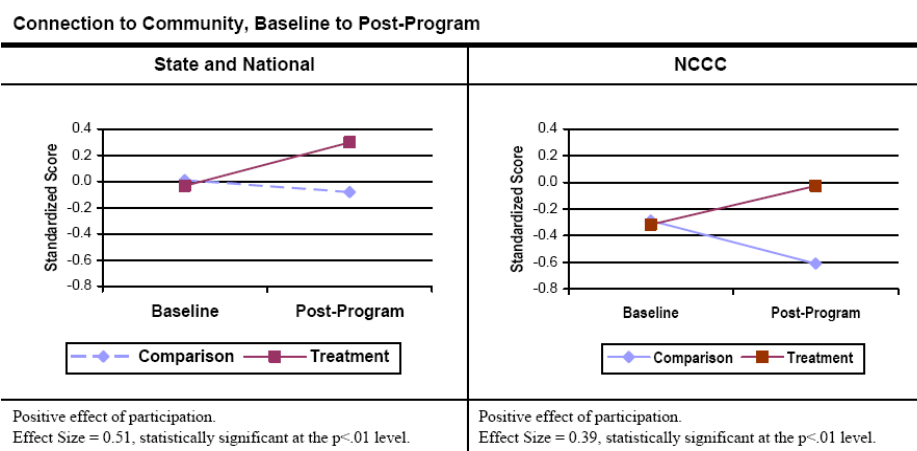 Connection to Community, Baseline to Post-Program
State and National
NCCC
Standardized Score
0.4
0.2
0.0
-0.2
-0.4
-0.6
-0.8
Baseline
Post-Program
Comparison
Treatment
Standardized Score
0.4
0.2
0.0
-0.2
-0.4
-0.6
-0.8
Baseline
Post-Program
Comparison
Treatment
Positive effect of participation.
Effect Size = 0.51, statistically significant at the p<.01 level.
Positive effect of participation.
Effect Size = 0.39, statistically significant at the p<.01 level.